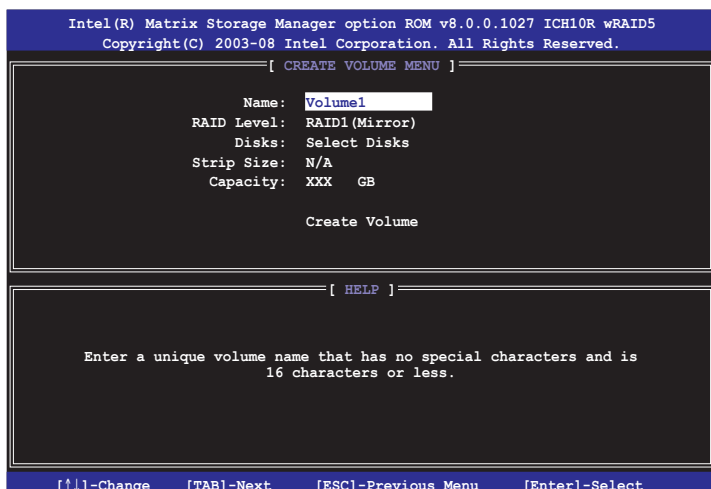 Intel(R) Matrix Storage Manager option ROM v8.0.0.1027 ICH10R wRAID5
Copyright(C) 2003-08 Intel Corporation. All Rights Reserved.
[ CREATE VOLUME MENU ]
Name: Volume1
RAID Level: RAID1(Mirror)
Disks: Select Disks
Strip Size: N/A
Capacity: XXX GB
Create Volume
[ HELP ]
Enter a unique volume name that has no special characters and is
16 characters or less.
[↑↓]-Change [TAB]-Next [ESC]-Previous Menu [Enter]-Select